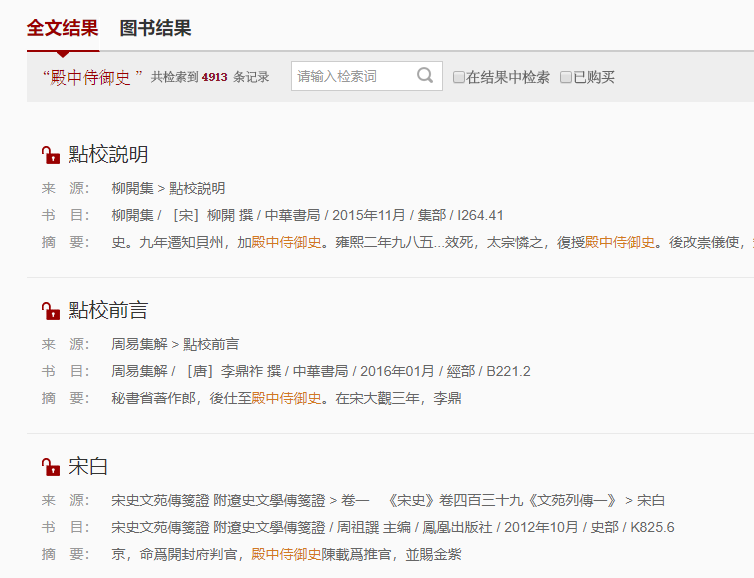 全文结果 图书结果
“殿中侍御史 ” 共检索到 4913 条记录 请输入检索词 在结果中检索 已购买
點校説明
来 源： 柳開集 > 點校説明
书 目： 柳開集 / ［宋］柳開 撰 / 中華書局 / 2015年11月 / 集部 / I264.41
摘 要： 史。九年遷知貝州，加殿中侍御史。雍熙二年九八五...效死，太宗憐之，復授殿中侍御史。後改崇儀使，
點校前言
来 源： 周易集解 > 點校前言
书 目： 周易集解 / ［唐］李鼎祚 撰 / 中華書局 / 2016年01月 / 經部 / B221.2
摘 要： 秘書省著作郎，後仕至殿中侍御史。在宋大觀三年，李鼎
宋白
来 源： 宋史文苑傳箋證 附遼史文學傳箋證 > 卷一 《宋史》卷四百三十九《文苑列傳一》 > 宋白
书 目： 宋史文苑傳箋證 附遼史文學傳箋證 / 周祖譔 主编 / 鳳凰出版社 / 2012年10月 / 史部 / K825.6
摘 要： 京，命爲開封府判官，殿中侍御史陳載爲推官，並賜金紫